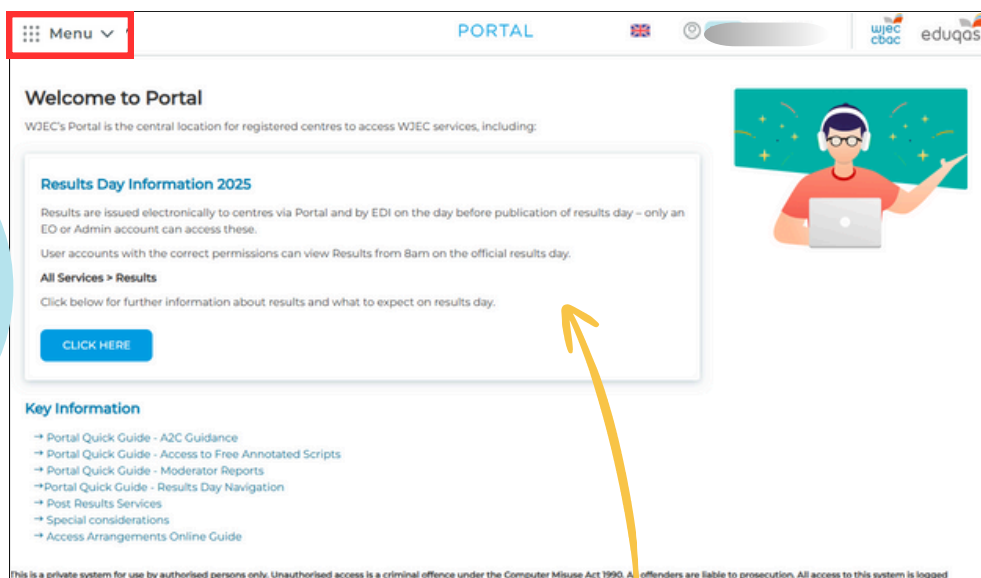 Menu
PORTAL
wjec
cbac
eduqas
Welcome to Portal
WJEC's Portal is the central location for registered centres to access WJEC services, including:
Results Day Information 2025
Results are issued electronically to centres via Portal and by EDI on the day before publication of results day – only an
EO or Admin account can access these.
User accounts with the correct permissions can view Results from 8am on the official results day.
All Services > Results
Click below for further information about results and what to expect on results day.
CLICK HERE
Key Information
→ Portal Quick Guide - A2C Guidance
→ Portal Quick Guide - Access to Free Annotated Scripts
→ Portal Quick Guide - Moderator Reports
→Portal Quick Guide - Results Day Navigation
→ Post Results Services
→ Special considerations
→ Access Arrangements Online Guide
This is a private system for use by authorised persons only. Unauthorised access is a criminal offence under the Computer Misuse Act 1990. offenders are liable to prosecution. All access to this system is logged